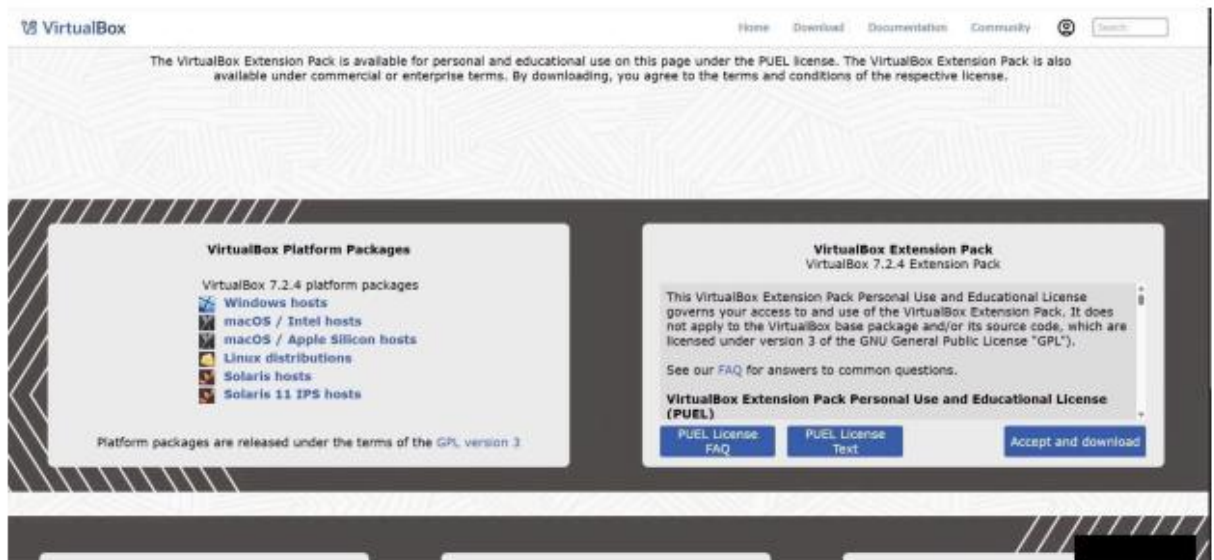 VirtualBox
Home Download Documentation Community Search:
The VirtualBox Extension Pack is available for personal and educational use on this page under the PUEL license. The VirtualBox Extension Pack is also
available under commercial or enterprise terms. By downloading, you agree to the terms and conditions of the respective license.
VirtualBox Platform Packages
VirtualBox 7.2.4 platform packages
Windows hosts
macOS / Intel hosts
macOS / Apple Silicon hosts
Linux distributions
Solaris hosts
Solaris 11 IPS hosts
Platform packages are released under the terms of the GPL version 3
VirtualBox Extension Pack
VirtualBox 7.2.4 Extension Pack
This VirtualBox Extension Pack Personal Use and Educational License
governs your access to and use of the VirtualBox Extension Pack. It does
not apply to the VirtualBox base package and/or its source code, which are
licensed under version 3 of the GNU General Public License "GPL").
See our FAQ for answers to common questions.
VirtualBox Extension Pack Personal Use and Educational License
(PUEL)
PUEL License
FAQ
PUEL License
Text
Accept and download